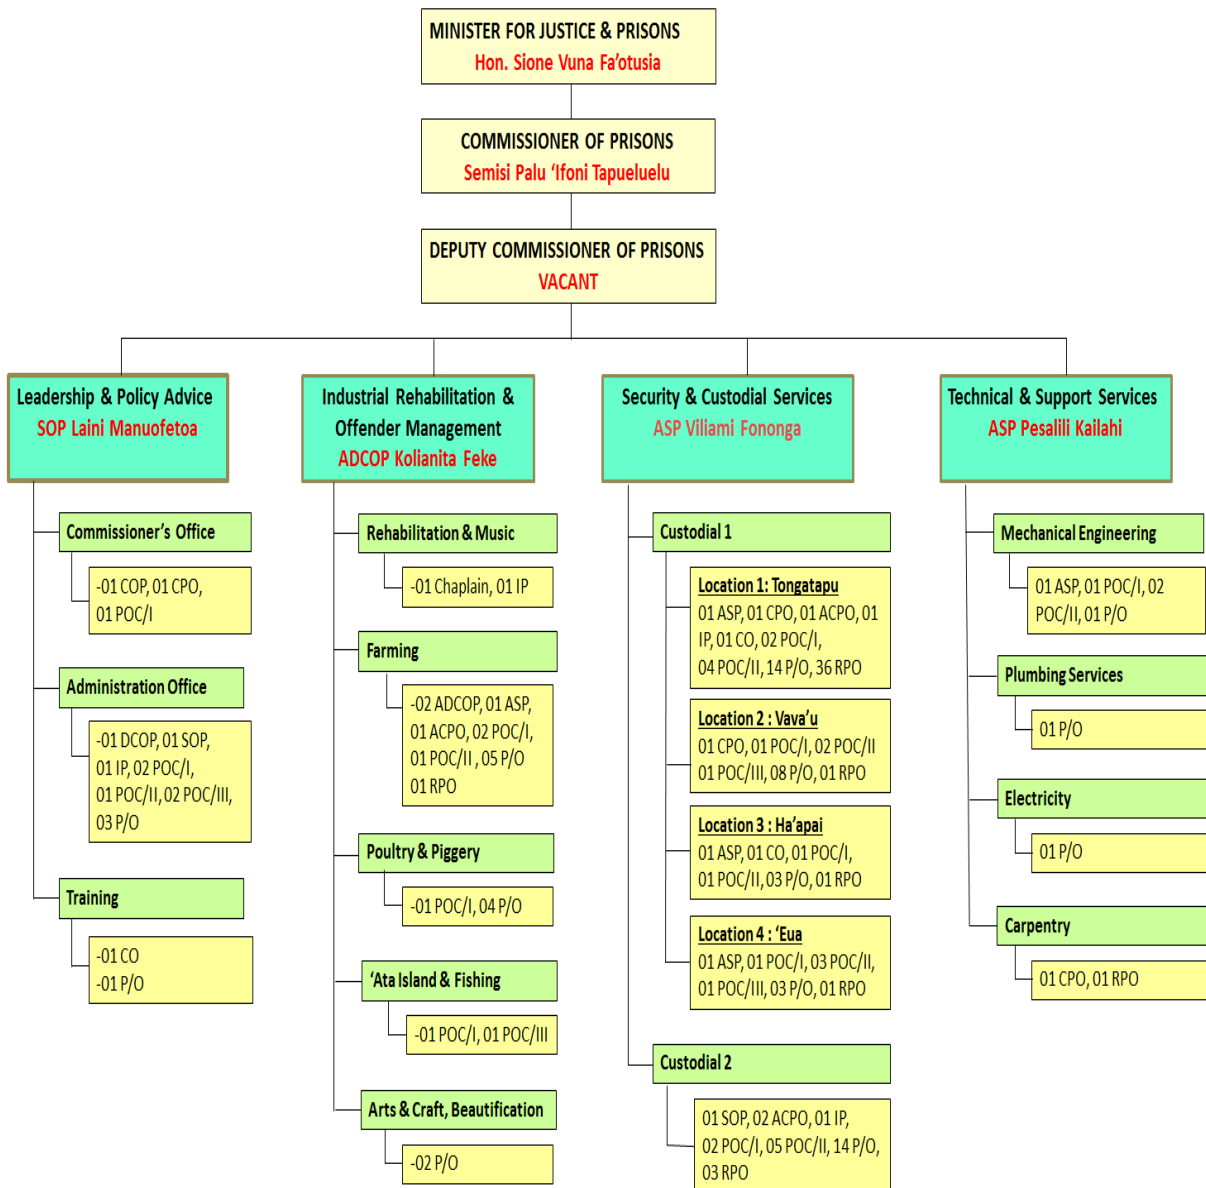 MINISTER FOR JUSTICE & PRISONS
Hon. Sione Vuna Fa’otusia
COMMISSIONER OF PRISONS
Semisi Palu ‘Ifoni Tapueluelu
DEPUTY COMMISSIONER OF PRISONS
VACANT
Leadership & Policy Advice
SOP Laini Manuofetoa
Commissioner’s Office
-01 COP, 01 CPO,
01 POC/I
Administration Office
-01 DCOP, 01 SOP,
01 IP, 02 POC/I,
01 POC/II, 02 POC/III,
03 P/O
Training
-01 CO
-01 P/O
Industrial Rehabilitation &
Offender Management
ADCOP Kolianita Feke
Rehabilitation & Music
-01 Chaplain, 01 IP
Farming
-02 ADCOP, 01 ASP,
01 ACPO, 02 POC/I,
01 POC/II , 05 P/O
01 RPO
Poultry & Piggery
-01 POC/I, 04 P/O
‘Ata Island & Fishing
-01 POC/I, 01 POC/III
Arts & Craft, Beautification
-02 P/O
Security & Custodial Services
ASP Viliami Fononga
Custodial 1
Location 1: Tongatapu
01 ASP, 01 CPO, 01 ACPO, 01
IP, 01 CO, 02 POC/I,
04 POC/II, 14 P/O, 36 RPO
Location 2 : Vava’u
01 CPO, 01 POC/I, 02 POC/II
01 POC/III, 08 P/O, 01 RPO
Location 3 : Ha’apai
01 ASP, 01 CO, 01 POC/I,
01 POC/II, 03 P/O, 01 RPO
Location 4 : ‘Eua
01 ASP, 01 POC/I, 03 POC/II,
01 POC/III, 03 P/O, 01 RPO
Custodial 2
01 SOP, 02 ACPO, 01 IP,
02 POC/I, 05 POC/II, 14 P/O,
03 RPO
Technical & Support Services
ASP Pesalili Kailahi
Mechanical Engineering
01 ASP, 01 POC/I, 02
POC/II, 01 P/O
Plumbing Services
01 P/O
Electricity
01 P/O
Carpentry
01 CPO, 01 RPO